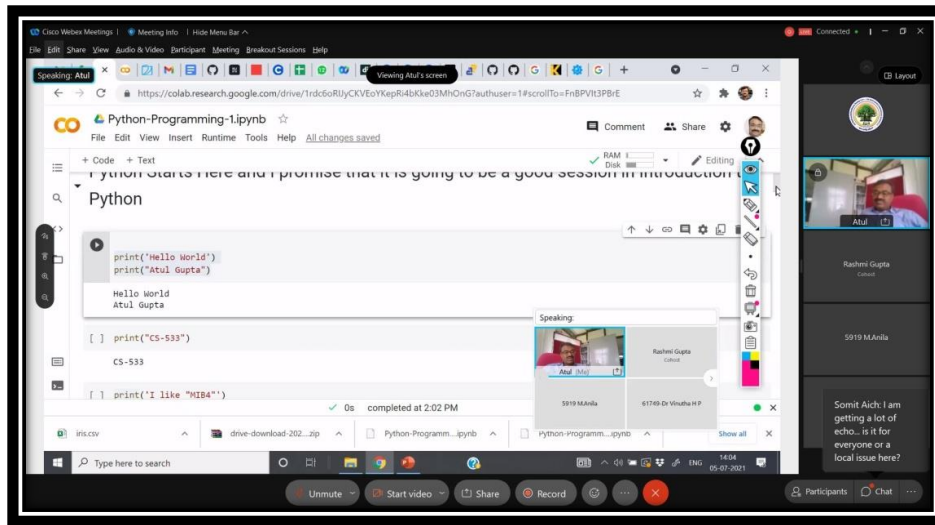 Cisco Webex Meetings | Meeting Info | Hide Menu Bar
Connected
File Edit Share View Audio & Video Participant Meeting Breakout Sessions Help
Speaking: Atul
Viewing Atul's screen
Layout
https://colab.research.google.com/drive/1rdc6oRlJyCKVEoYKepRi4bKke03MhOnG?authuser=1#scrollTo=FnBPVIt3PBrE
Python-Programming-1.ipynb
File Edit View Insert Runtime Tools Help All changes saved
Comment Share
+ Code + Text
RAM
Disk
Editing
Python Starts Here and I promise that it is going to be a good session in introduction t
Python
print('Hello World')
print("Atul Gupta")
Hello World
Atul Gupta
[ ] print("CS-533")
CS-533
[ ] print('I like "MIB4"')
0s completed at 2:02 PM
Speaking:
Atul (Me)
Rashmi Gupta
Cohost
5919 M.Anila
61749-Dr Vinutha H P
iris.csv
drive-download-202....zip
Python-Programm....ipynb
Python-Programm....ipynb
Show all
Type here to search
ENG
14:04
05-07-2021
Atul
Rashmi Gupta
Cohost
5919 M.Anila
Somit Aich: I am
getting a lot of
echo... is it for
everyone or a
local issue here?
Unmute Start video Share Record
Participants Chat